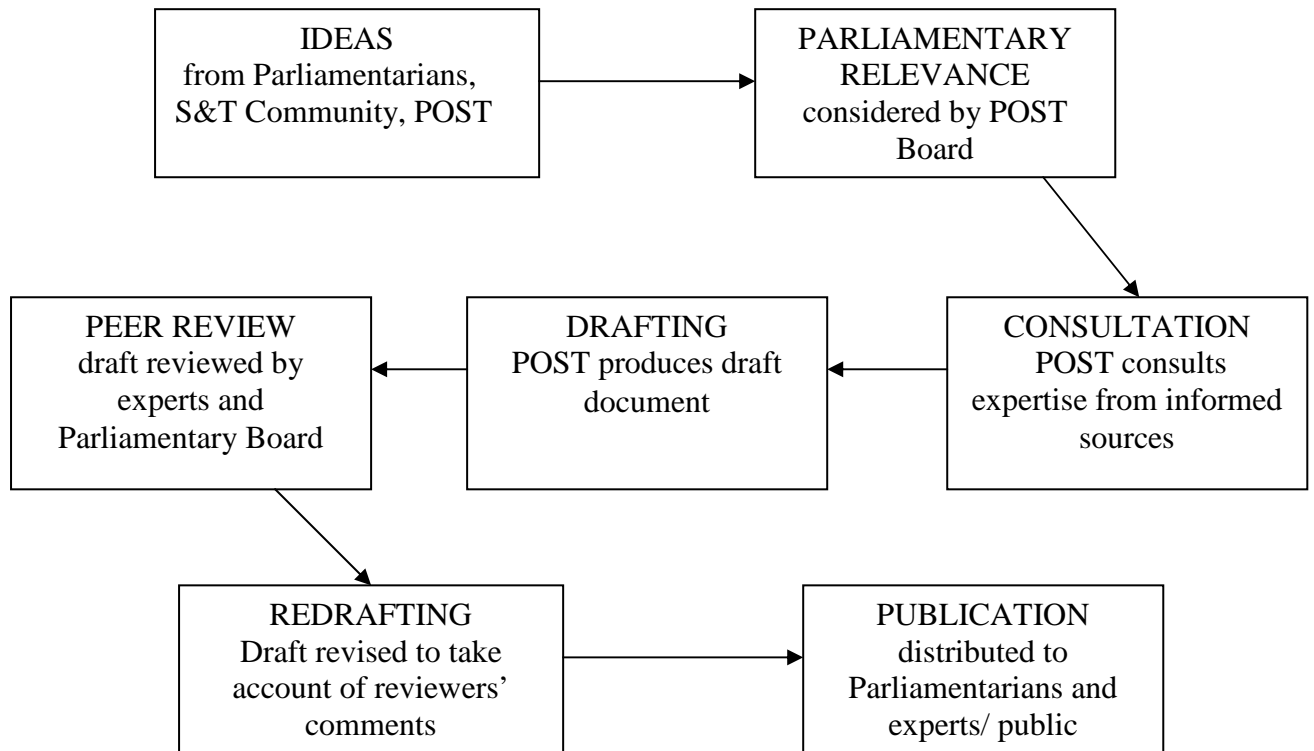 IDEAS
from Parliamentarians,
S&T Community, POST
PARLIAMENTARY
RELEVANCE
considered by POST
Board
CONSULTATION
POST consults
expertise from informed
sources
DRAFTING
POST produces draft
document
PEER REVIEW
draft reviewed by
experts and
Parliamentary Board
REDRAFTING
Draft revised to take
account of reviewers’
comments
PUBLICATION
distributed to
Parliamentarians and
experts/ public